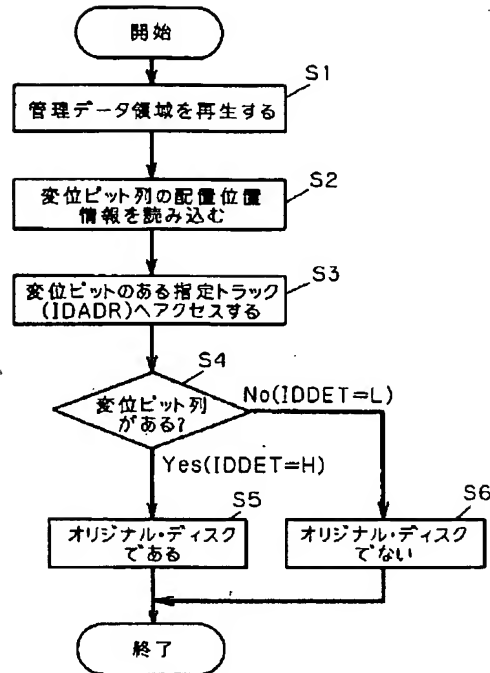 開始
S1
管理データ領域を再生する
S2
変位ピット列の配置位置
情報を読み込む
S3
変位ピットのある指定トラック
(IDADR)へアクセスする
S4
変位ピット列
がある?
No(IDDET=L)
Yes(IDDET=H)
S5
オリジナル・ディスク
である
S6
オリジナル・ディスク
でない
終了